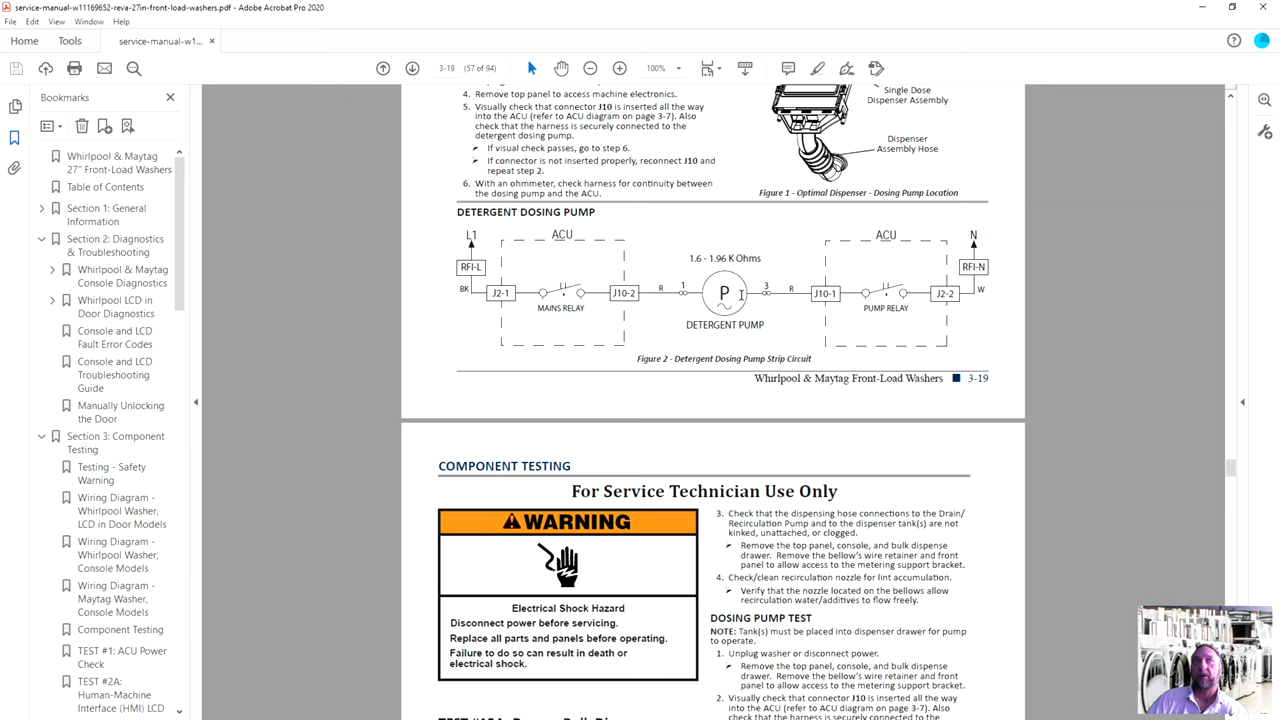 service-manual-w11169652-reva-27in-front-load-washers.pdf - Adobe Acrobat Pro 2020
File Edit View Window Help
Home Tools service-manual-w1...
3-19 (57 of 94) 100%
Bookmarks
Whirlpool & Maytag
27" Front-Load Washers
Table of Contents
Section 1: General
Information
Section 2: Diagnostics
& Troubleshooting
Whirlpool & Maytag
Console Diagnostics
Whirlpool LCD in
Door Diagnostics
Console and LCD
Fault Error Codes
Console and LCD
Troubleshooting
Guide
Manually Unlocking
the Door
Section 3: Component
Testing
Testing - Safety
Warning
Wiring Diagram -
Whirlpool Washer,
LCD in Door Models
Wiring Diagram -
Whirlpool Washer,
Console Models
Wiring Diagram -
Maytag Washer,
Console Models
Component Testing
TEST #1: ACU Power
Check
TEST #2A:
Human-Machine
Interface (HMI) LCD
4. Remove top panel to access machine electronics.
5. Visually check that connector J10 is inserted all the way
into the ACU (refer to ACU diagram on page 3-7). Also
check that the harness is securely connected to the
detergent dosing pump.
➢ If visual check passes, go to step 6.
➢ If connector is not inserted properly, reconnect J10 and
repeat step 2.
6. With an ohmmeter, check harness for continuity between
the dosing pump and the ACU.
Single Dose
Dispenser Assembly
Dispenser
Assembly Hose
Figure 1 - Optimal Dispenser - Dosing Pump Location
DETERGENT DOSING PUMP
L1 ACU ACU N
1.6 - 1.96 K Ohms
RFI-L RFI-N
BK J2-1 J10-2 R 1 P 3 R J10-1 J2-2 W
MAINS RELAY PUMP RELAY
DETERGENT PUMP
Figure 2 - Detergent Dosing Pump Strip Circuit
Whirlpool & Maytag Front-Load Washers ■ 3-19
COMPONENT TESTING
For Service Technician Use Only
WARNING
Electrical Shock Hazard
Disconnect power before servicing.
Replace all parts and panels before operating.
Failure to do so can result in death or
electrical shock.
3. Check that the dispensing hose connections to the Drain/
Recirculation Pump and to the dispenser tank(s) are not
kinked, unattached, or clogged.
➢ Remove the top panel, console, and bulk dispense
drawer. Remove the bellow's wire retainer and front
panel to allow access to the metering support bracket.
4. Check/clean recirculation nozzle for lint accumulation.
➢ Verify that the nozzle located on the bellows allow
recirculation water/additives to flow freely.
DOSING PUMP TEST
NOTE: Tank(s) must be placed into dispenser drawer for pump
to operate.
1. Unplug washer or disconnect power.
➢ Remove the top panel, console, and bulk dispense
drawer. Remove the bellow's wire retainer and front
panel to allow access to the metering support bracket.
2. Visually check that connector J10 is inserted all the way
into the ACU (refer to ACU diagram on page 3-7). Also
check that the harness is securely connected to the